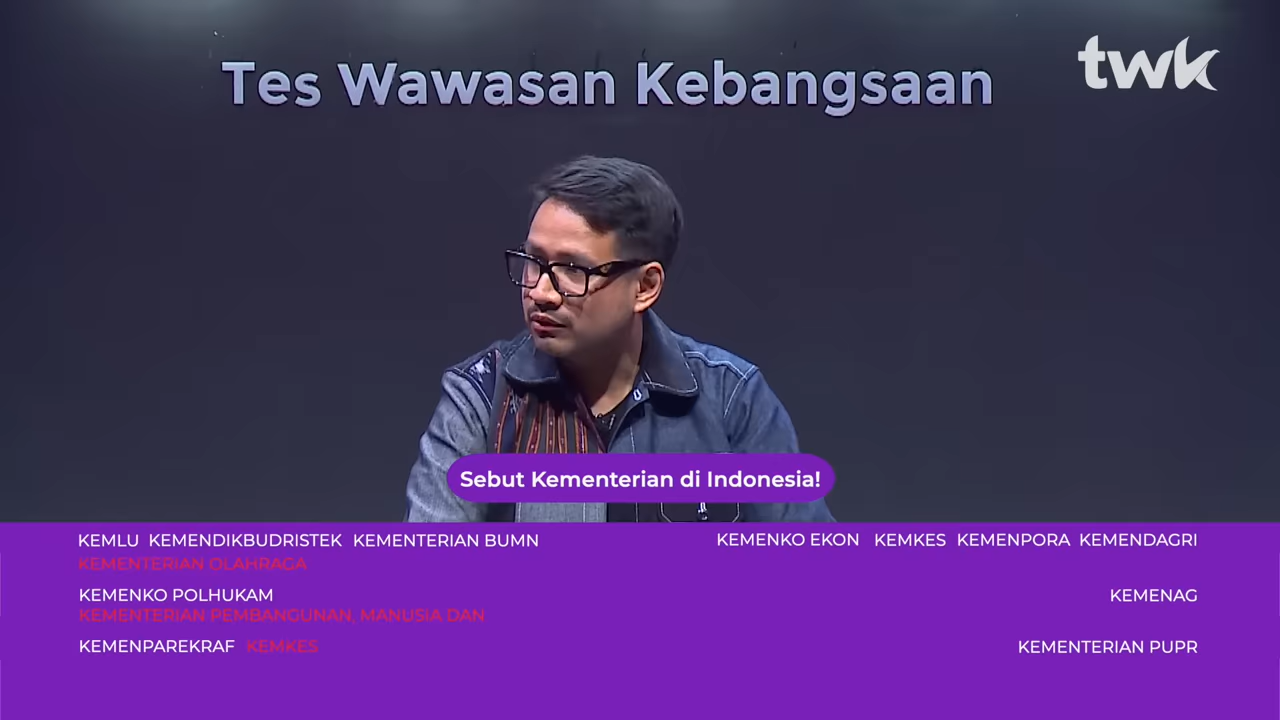 Tes Wawasan Kebangsaan
twk
Sebut Kementerian di Indonesia!
KEMLU KEMENDIKBUDRISTEK KEMENTERIAN BUMN
KEMENTERIAN OLAHRAGA
KEMENKO POLHUKAM
KEMENTERIAN PEMBANGUNAN, MANUSIA DAN
KEMENPAREKRAF KEMKES
KEMENKO EKON KEMKES KEMENPORA KEMENDAGRI
KEMENAG
KEMENTERIAN PUPR